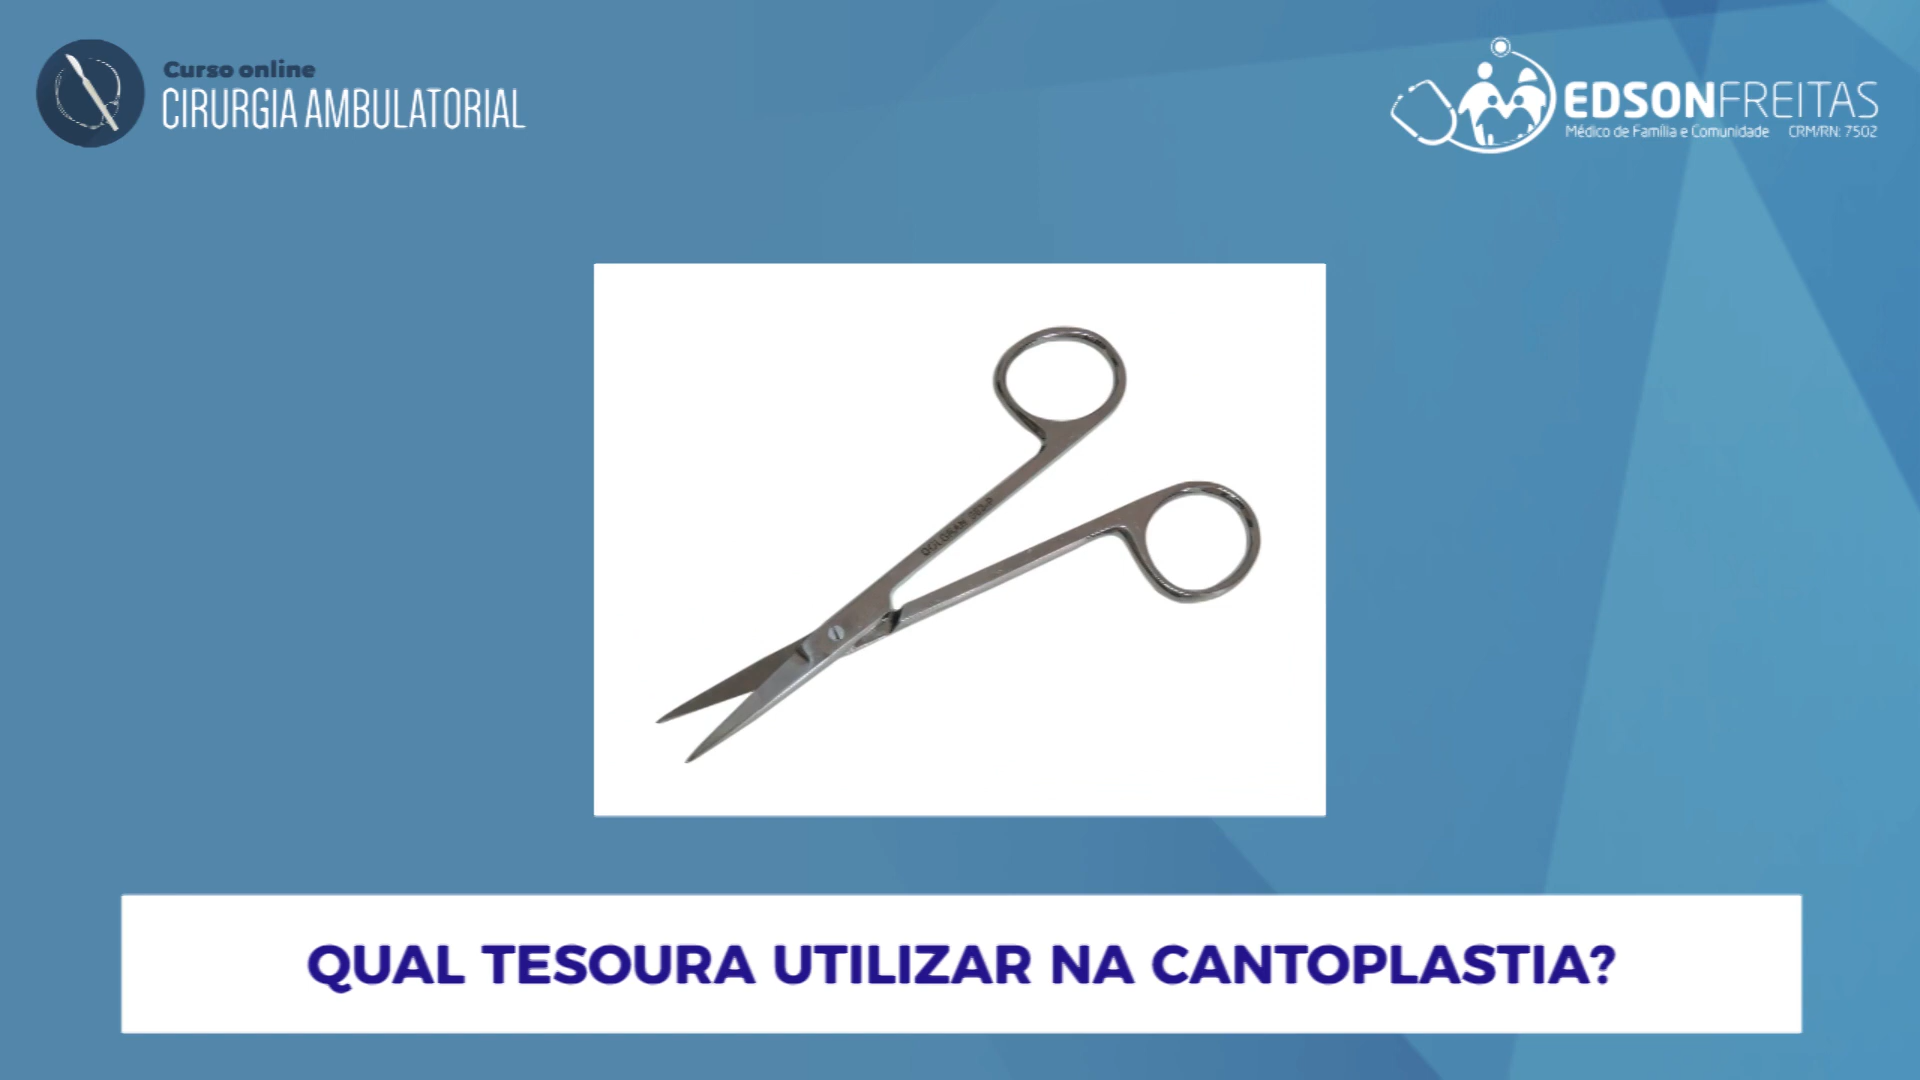 Curso online
CIRURGIA AMBULATORIAL
EDSONFREITAS
Médico de Família e Comunidade CRM/RN: 7502
QUAL TESOURA UTILIZAR NA CANTOPLASTIA?